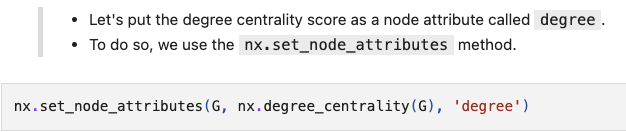 • Let's put the degree centrality score as a node attribute called degree.
• To do so, we use the nx.set_node_attributes method.
nx.set_node_attributes(G, nx.degree_centrality(G), 'degree')